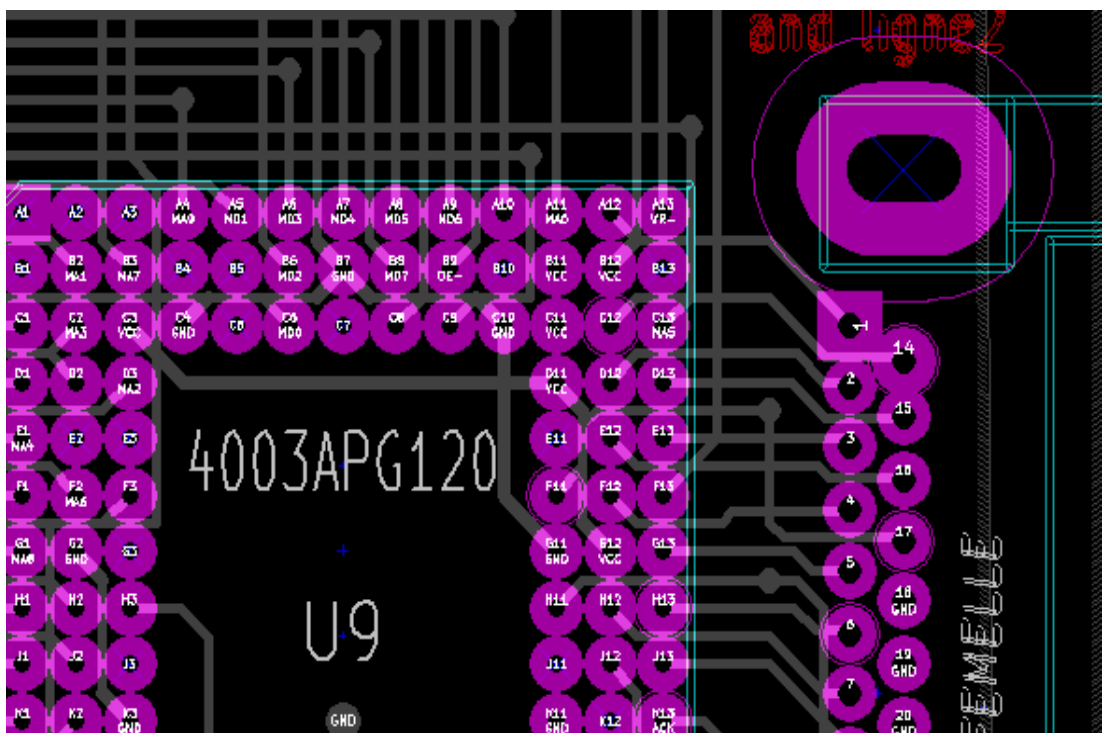 and ligne2
A1 A2 A3 A4 A5 A6 A7 A8 A9 A10 A11 A12 A13
MA0 MD1 MD3 MD4 MD5 MD6 MA0 VR-
B1 B2 B3 B4 B5 B6 B7 B8 B9 B10 B11 B12 B13
MA1 MA7 MD2 GND MD7 OE- VCC VCC
C1 C2 C3 C4 C5 C6 C7 C8 C9 C10 C11 C12 C13
MA3 VCC GND MD0 GND VCC MA5
1
14
D1 D2 D3 D11 D12 D13
MA2 VCC
2
15
E1 E2 E3 E11 E12 E13
MA4
4003APG120
3
16
F1 F2 F3 F11 F12 F13
MA6
4
17
G1 G2 G3 G11 G12 G13
GND GND VCC
5
18
GND
H1 H2 H3 H11 H12 H13
U9
6
19
GND
J1 J2 J3 J11 J12 J13
7
20
GND
K1 K2 K3 K11 K12 K13
GND GND ACK
GND
EMELLE